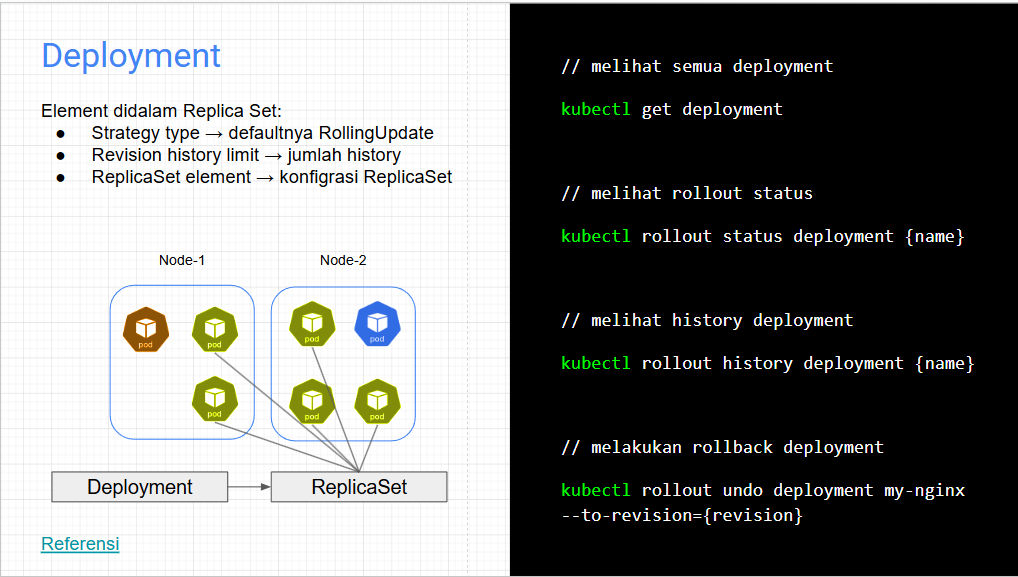 Deployment
Element didalam Replica Set:
● Strategy type → defaultnya RollingUpdate
● Revision history limit → jumlah history
● ReplicaSet element → konfigrasi ReplicaSet
Node-1
Node-2
pod
pod
pod
pod
pod
pod
pod
Deployment
ReplicaSet
Referensi
// melihat semua deployment
kubectl get deployment
// melihat rollout status
kubectl rollout status deployment {name}
// melihat history deployment
kubectl rollout history deployment {name}
// melakukan rollback deployment
kubectl rollout undo deployment my-nginx
--to-revision={revision}